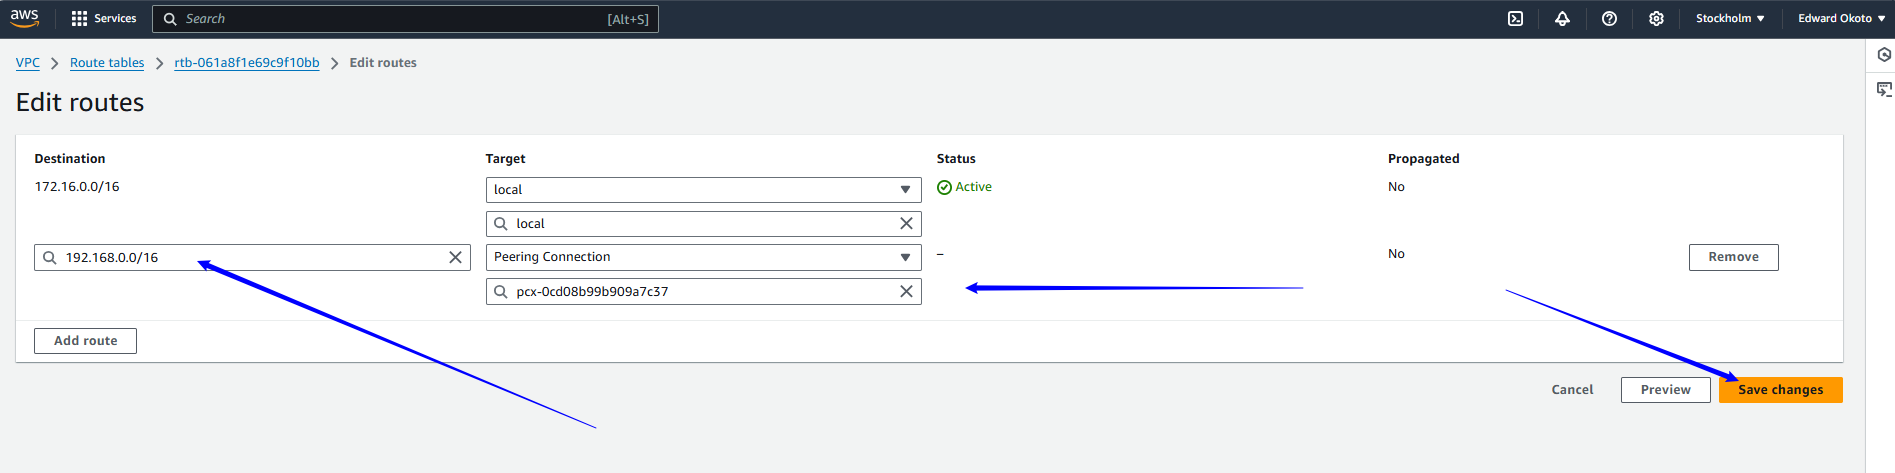 aws Services Search [Alt+S] Stockholm Edward Okoto
VPC Route tables rtb-061a8f1e69c9f10bb Edit routes
Edit routes
Destination Target Status Propagated
172.16.0.0/16 local Active No
local
192.168.0.0/16 Peering Connection – No Remove
pcx-0cd08b99b909a7c37
Add route
Cancel Preview Save changes